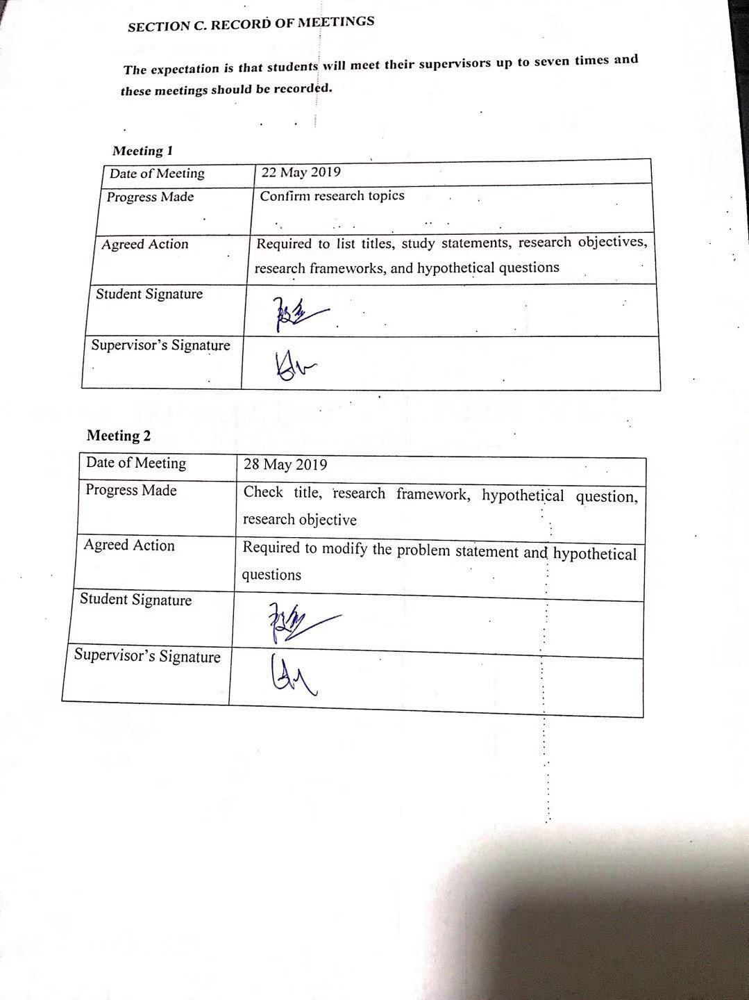 SECTION C. RECORD OF MEETINGS
The expectation is that students will meet their supervisors up to seven times and
these meetings should be recorded.
Meeting 1
Date of Meeting 22 May 2019
Progress Made Confirm research topics
Agreed Action Required to list titles, study statements, research objectives,
research frameworks, and hypothetical questions
Student Signature
Supervisor's Signature
Meeting 2
Date of Meeting 28 May 2019
Progress Made Check title, research framework, hypothetical question,
research objective
Agreed Action Required to modify the problem statement and hypothetical
questions
Student Signature
Supervisor's Signature